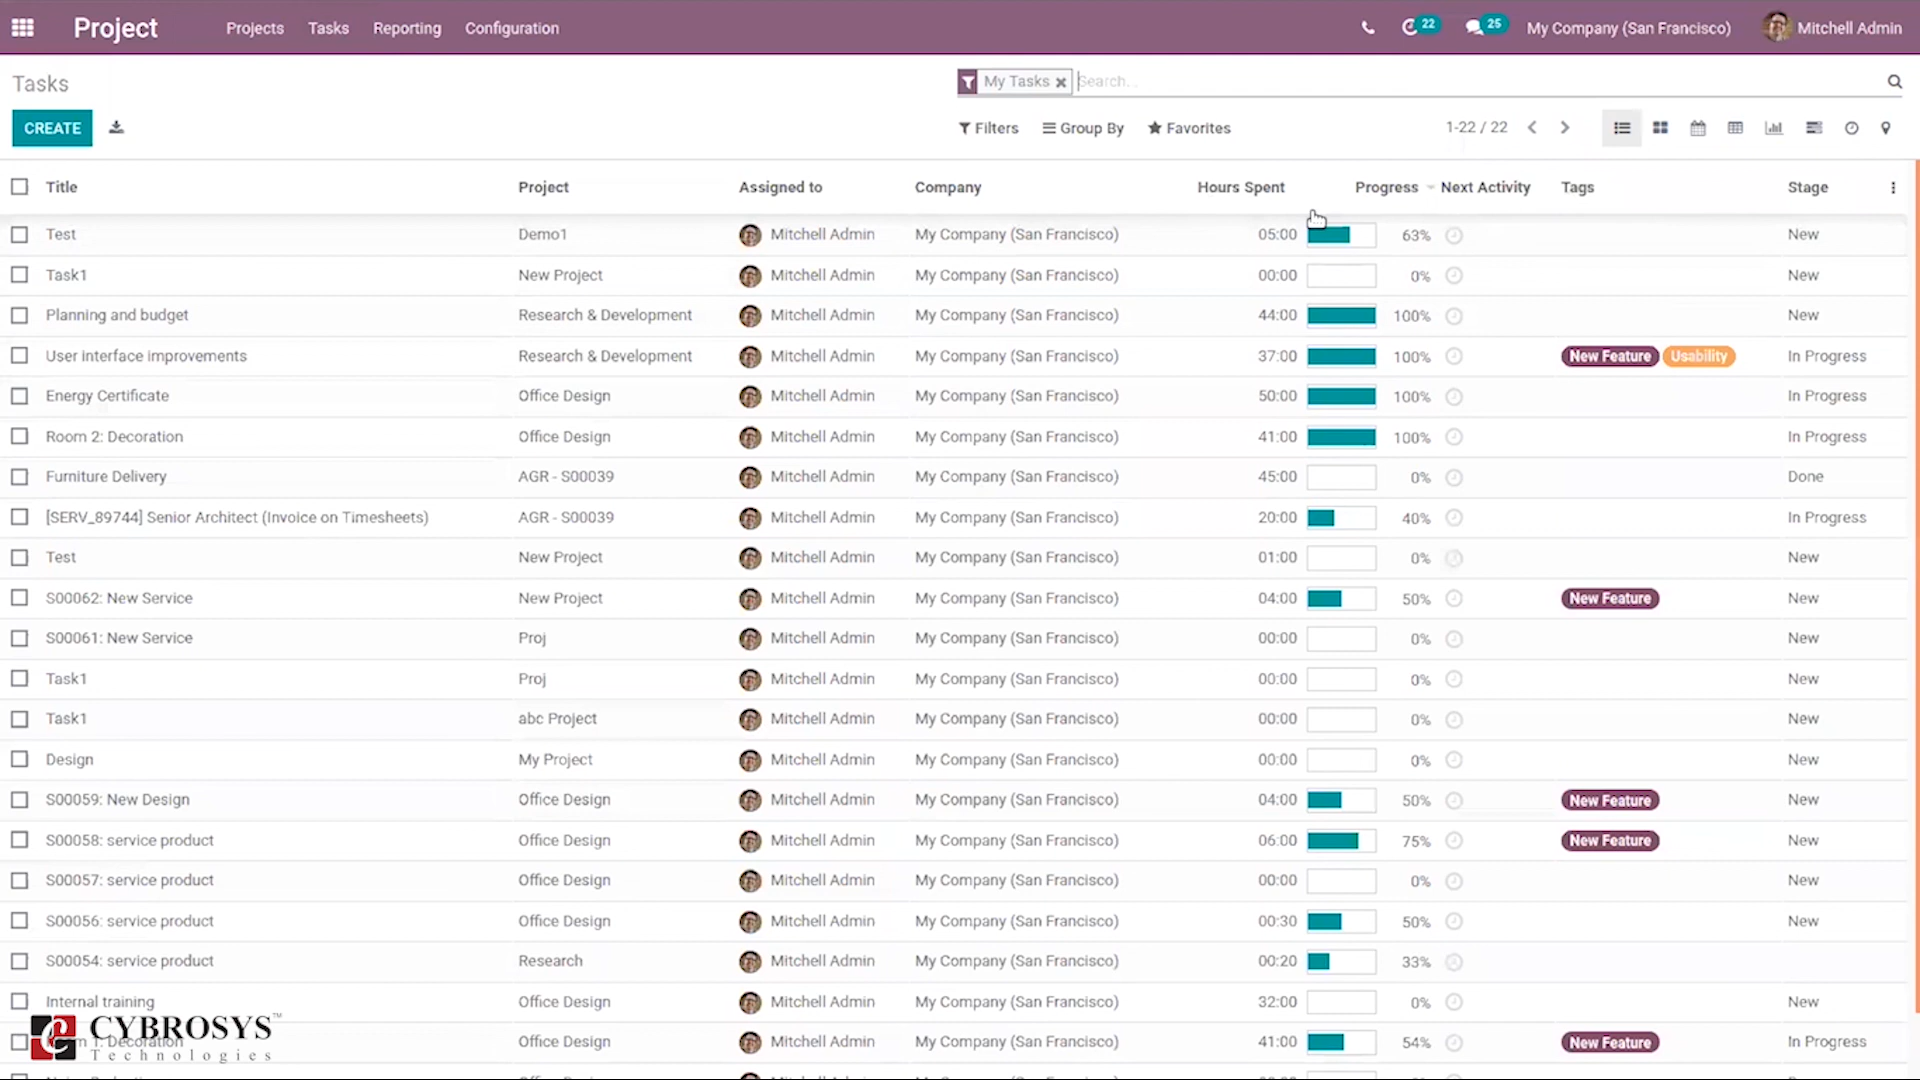 Project Projects Tasks Reporting Configuration 22 25 My Company (San Francisco) Mitchell Admin
Tasks My Tasks Search...
CREATE Filters Group By Favorites 1-22 / 22
Title Project Assigned to Company Hours Spent Progress Next Activity Tags Stage
Test Demo1 Mitchell Admin My Company (San Francisco) 05:00 63% New
Task1 New Project Mitchell Admin My Company (San Francisco) 00:00 0% New
Planning and budget Research & Development Mitchell Admin My Company (San Francisco) 44:00 100% New
User interface improvements Research & Development Mitchell Admin My Company (San Francisco) 37:00 100% New Feature Usability In Progress
Energy Certificate Office Design Mitchell Admin My Company (San Francisco) 50:00 100% In Progress
Room 2: Decoration Office Design Mitchell Admin My Company (San Francisco) 41:00 100% In Progress
Furniture Delivery AGR - S00039 Mitchell Admin My Company (San Francisco) 45:00 0% Done
[SERV_89744] Senior Architect (Invoice on Timesheets) AGR - S00039 Mitchell Admin My Company (San Francisco) 20:00 40% In Progress
Test New Project Mitchell Admin My Company (San Francisco) 01:00 0% New
S00062: New Service New Project Mitchell Admin My Company (San Francisco) 04:00 50% New Feature New
S00061: New Service Proj Mitchell Admin My Company (San Francisco) 00:00 0% New
Task1 Proj Mitchell Admin My Company (San Francisco) 00:00 0% New
Task1 abc Project Mitchell Admin My Company (San Francisco) 00:00 0% New
Design My Project Mitchell Admin My Company (San Francisco) 00:00 0% New
S00059: New Design Office Design Mitchell Admin My Company (San Francisco) 04:00 50% New Feature New
S00058: service product Office Design Mitchell Admin My Company (San Francisco) 06:00 75% New Feature New
S00057: service product Office Design Mitchell Admin My Company (San Francisco) 00:00 0% New
S00056: service product Office Design Mitchell Admin My Company (San Francisco) 00:30 50% New
S00054: service product Research Mitchell Admin My Company (San Francisco) 00:20 33%
Internal training Office Design Mitchell Admin My Company (San Francisco) 32:00 0% New
CYBROSYS™
1: Decoration Office Design Mitchell Admin My Company (San Francisco) 41:00 54% New Feature In Progress
Technologies